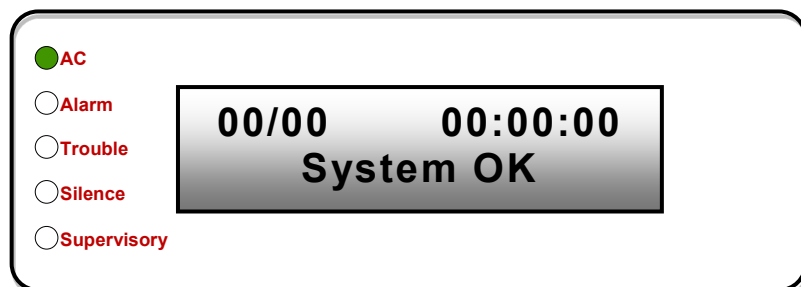 AC
Alarm
Trouble
Silence
Supervisory
00/00 00:00:00
System OK